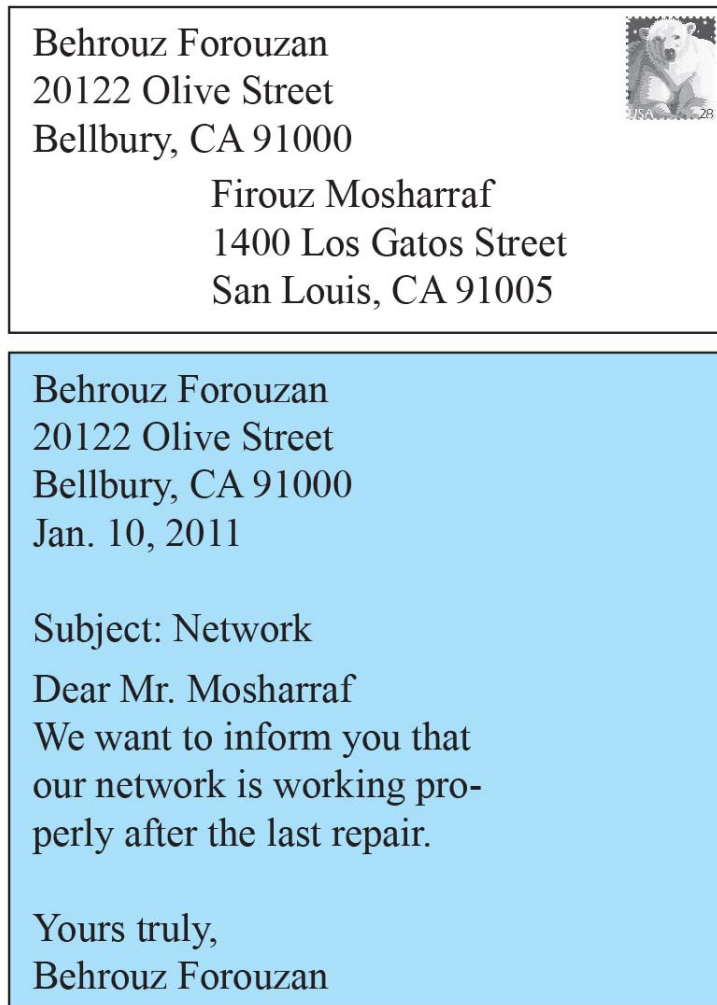 Behrouz Forouzan
20122 Olive Street
Bellbury, CA 91000
USA 28
Firouz Mosharraf
1400 Los Gatos Street
San Louis, CA 91005
Behrouz Forouzan
20122 Olive Street
Bellbury, CA 91000
Jan. 10, 2011
Subject: Network
Dear Mr. Mosharraf
We want to inform you that
our network is working pro-
perly after the last repair.
Yours truly,
Behrouz Forouzan